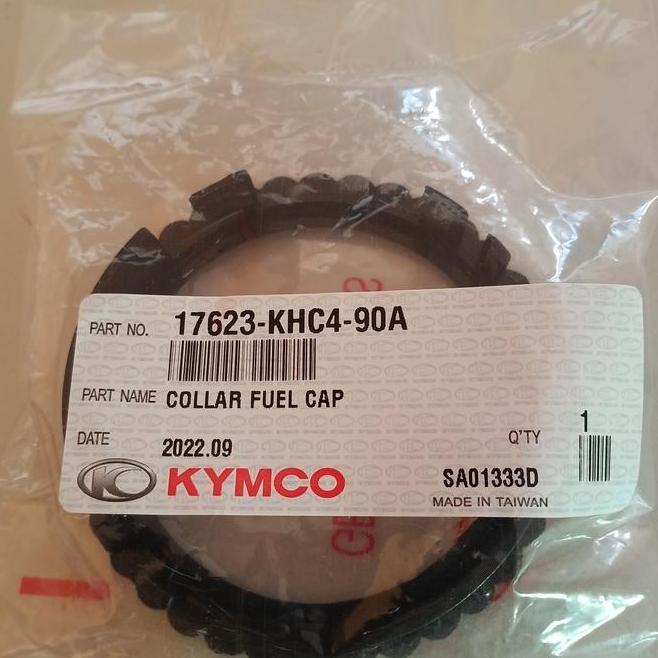 PART NO. 17623-KHC4-90A
PART NAME COLLAR FUEL CAP
DATE 2022.09 Q'TY 1
KYMCO SA01333D
MADE IN TAIWAN